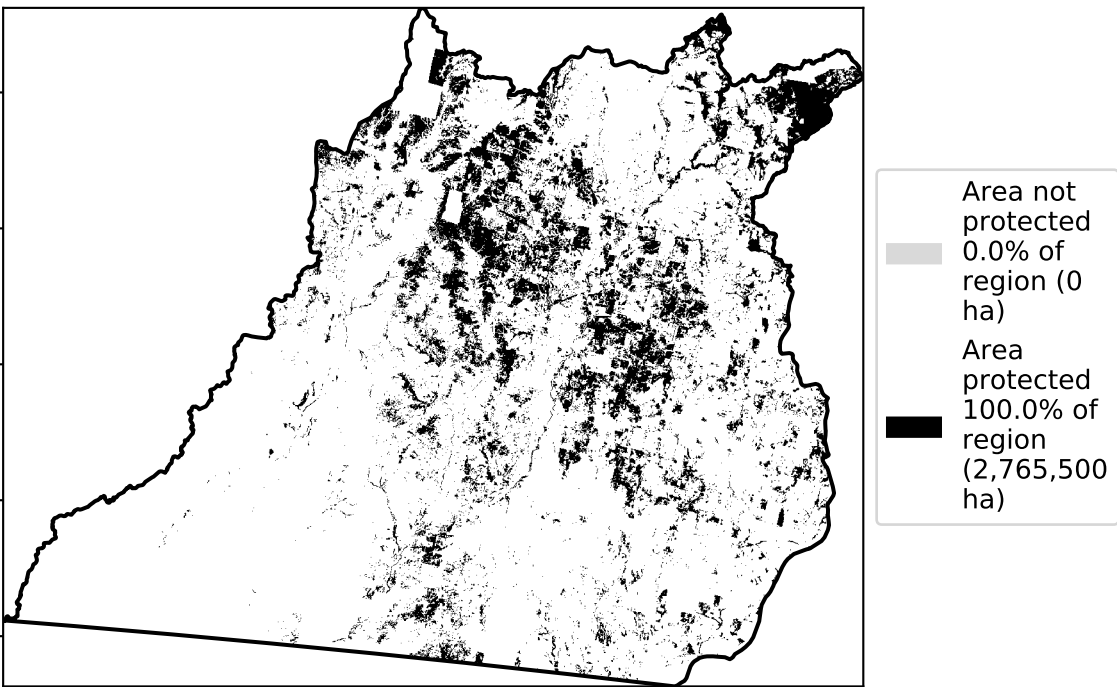 Area not
protected
0.0% of
region (0
ha)
Area
protected
100.0% of
region
(2,765,500
ha)